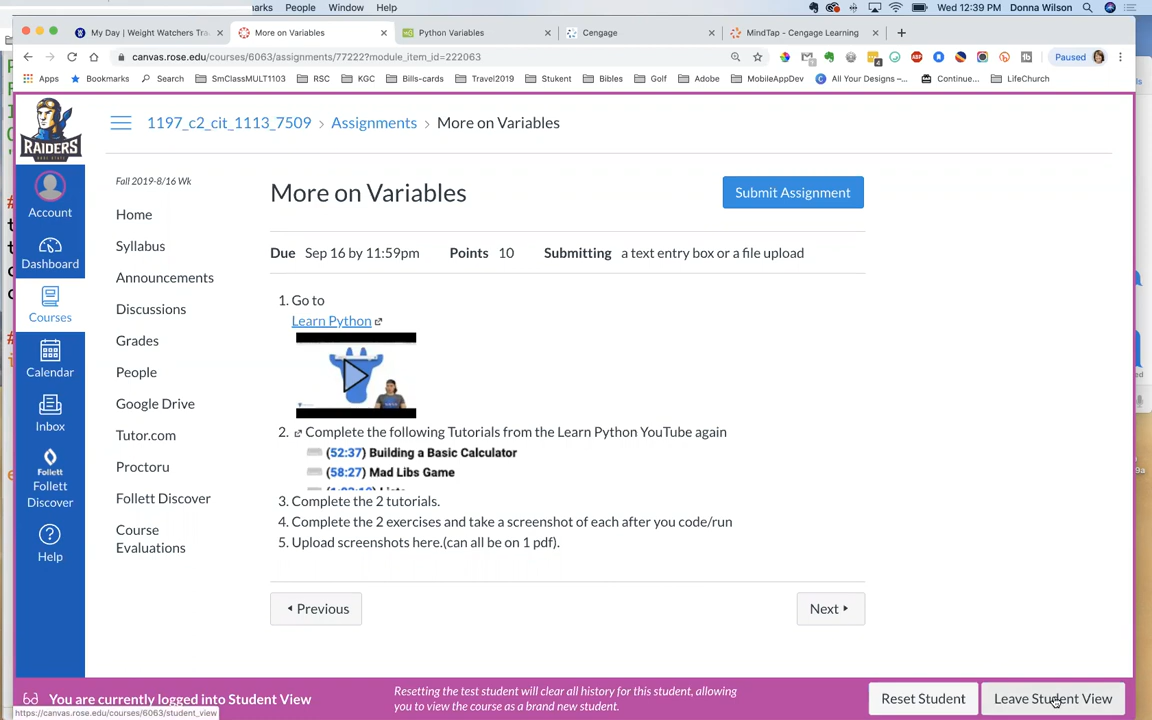 arks People Window Help
Wed 12:39 PM Donna Wilson
My Day | Weight Watchers Tra
More on Variables
Python Variables
Cengage
MindTap - Cengage Learning
canvas.rose.edu/courses/6063/assignments/77222?module_item_id=222063
Paused
Apps
Bookmarks
Search
SmClassMULT1103
RSC
KGC
Bills-cards
Travel2019
Stukent
Bibles
Golf
Adobe
MobileAppDev
All Your Designs –...
Continue...
LifeChurch
RAIDERS
ROSE STATE
1197_c2_cit_1113_7509 › Assignments › More on Variables
Account
Dashboard
Courses
Calendar
Inbox
Follett
Follett
Discover
Help
Fall 2019-8/16 Wk
Home
Syllabus
Announcements
Discussions
Grades
People
Google Drive
Tutor.com
Proctoru
Follett Discover
Course
Evaluations
More on Variables
Submit Assignment
Due Sep 16 by 11:59pm Points 10 Submitting a text entry box or a file upload
1. Go to
Learn Python
2. Complete the following Tutorials from the Learn Python YouTube again
(52:37) Building a Basic Calculator
(58:27) Mad Libs Game
3. Complete the 2 tutorials.
4. Complete the 2 exercises and take a screenshot of each after you code/run
5. Upload screenshots here.(can all be on 1 pdf).
Previous
Next
You are currently logged into Student View
Resetting the test student will clear all history for this student, allowing
you to view the course as a brand new student.
Reset Student
Leave Student View
https://canvas.rose.edu/courses/6063/student_view